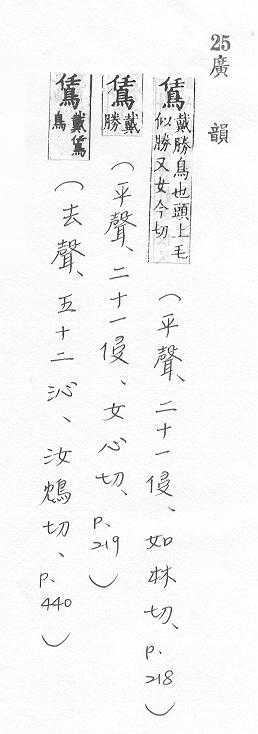 25 廣韻
鵀 戴勝鳥也頭上毛似勝又女今切
(平聲、二十一侵、如林切、p.218)
鵀 戴勝
(平聲、二十一侵、女心切、p.219)
鵀 戴鵀鳥
(去聲、五十二沁、汝鴆切、p.440)